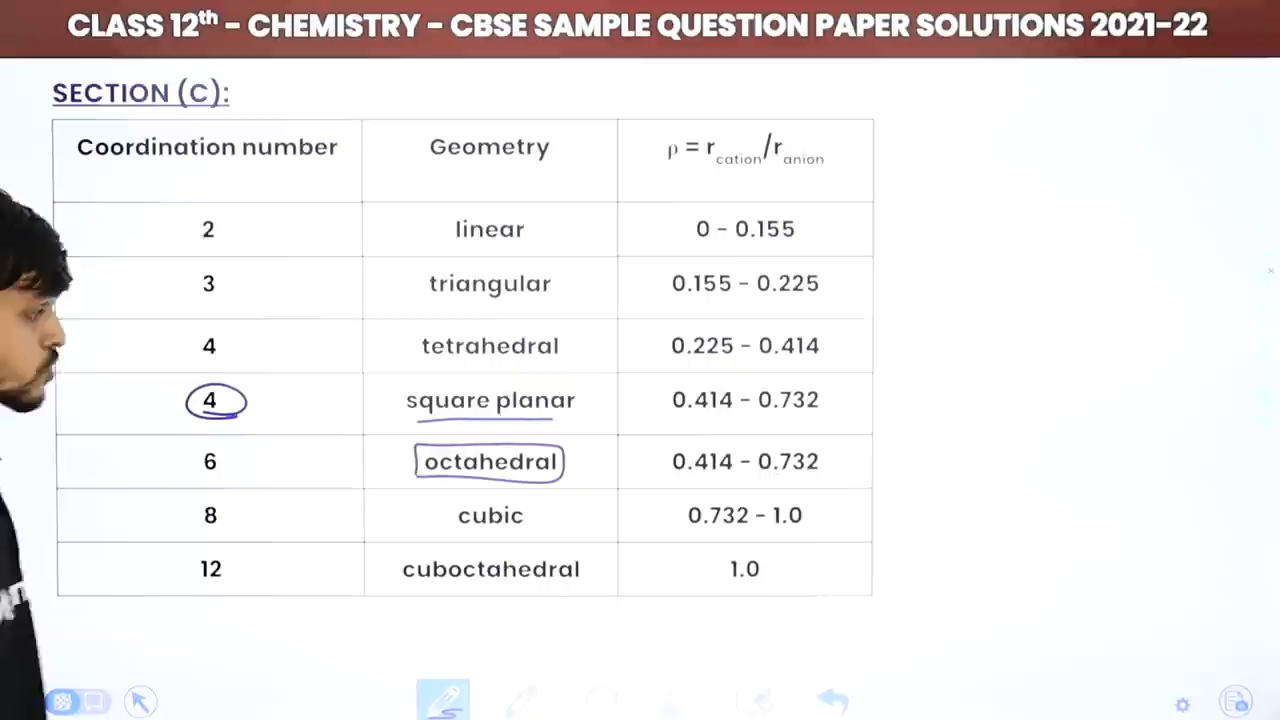 CLASS 12th - CHEMISTRY - CBSE SAMPLE QUESTION PAPER SOLUTIONS 2021-22
SECTION (C):
Coordination number Geometry ρ = r cation/r anion
2 linear 0 - 0.155
3 triangular 0.155 - 0.225
4 tetrahedral 0.225 - 0.414
4 square planar 0.414 - 0.732
6 octahedral 0.414 - 0.732
8 cubic 0.732 - 1.0
12 cuboctahedral 1.0